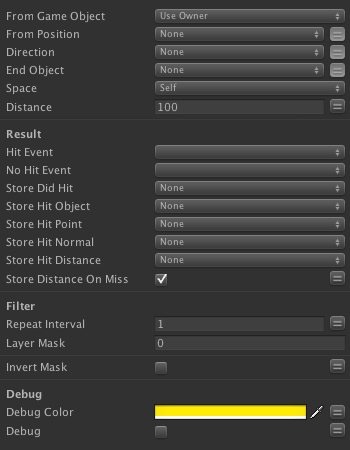 From Game Object Use Owner
From Position None
Direction None
End Object None
Space Self
Distance 100
Result
Hit Event
No Hit Event
Store Did Hit None
Store Hit Object None
Store Hit Point None
Store Hit Normal None
Store Hit Distance None
Store Distance On Miss
Filter
Repeat Interval 1
Layer Mask 0
Invert Mask
Debug
Debug Color
Debug